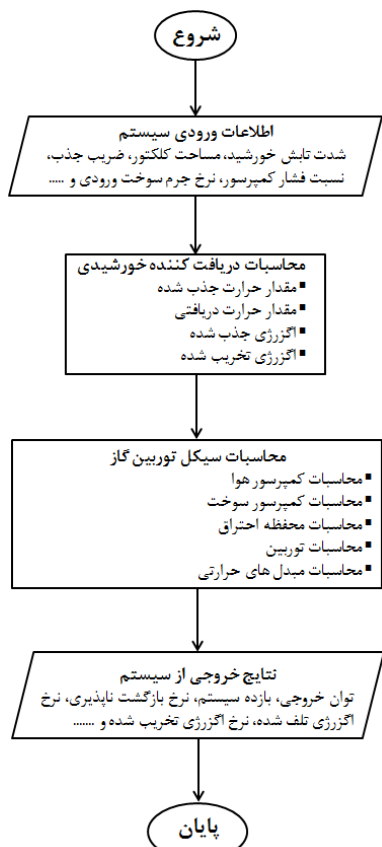 شروع
اطلاعات ورودی سیستم
شدت تابش خورشید، مساحت کلکتور، ضریب جذب،
نسبت فشار کمپرسور، نرخ جرم سوخت ورودی و .....
محاسبات دریافت کننده خورشیدی
▪مقدار حرارت جذب شده
▪مقدار حرارت دریافتی
▪اگزرژی جذب شده
▪اگزرژی تخریب شده
محاسبات سیکل توربین گاز
▪محاسبات کمپرسور هوا
▪محاسبات کمپرسور سوخت
▪محاسبات محفظه احتراق
▪محاسبات توربین
▪محاسبات مبدل های حرارتی
نتایج خروجی از سیستم
توان خروجی، بازده سیستم، نرخ بازگشت ناپذیری، نرخ
اگزرژی تلف شده، نرخ اگزرژی تخریب شده و .......
پایان